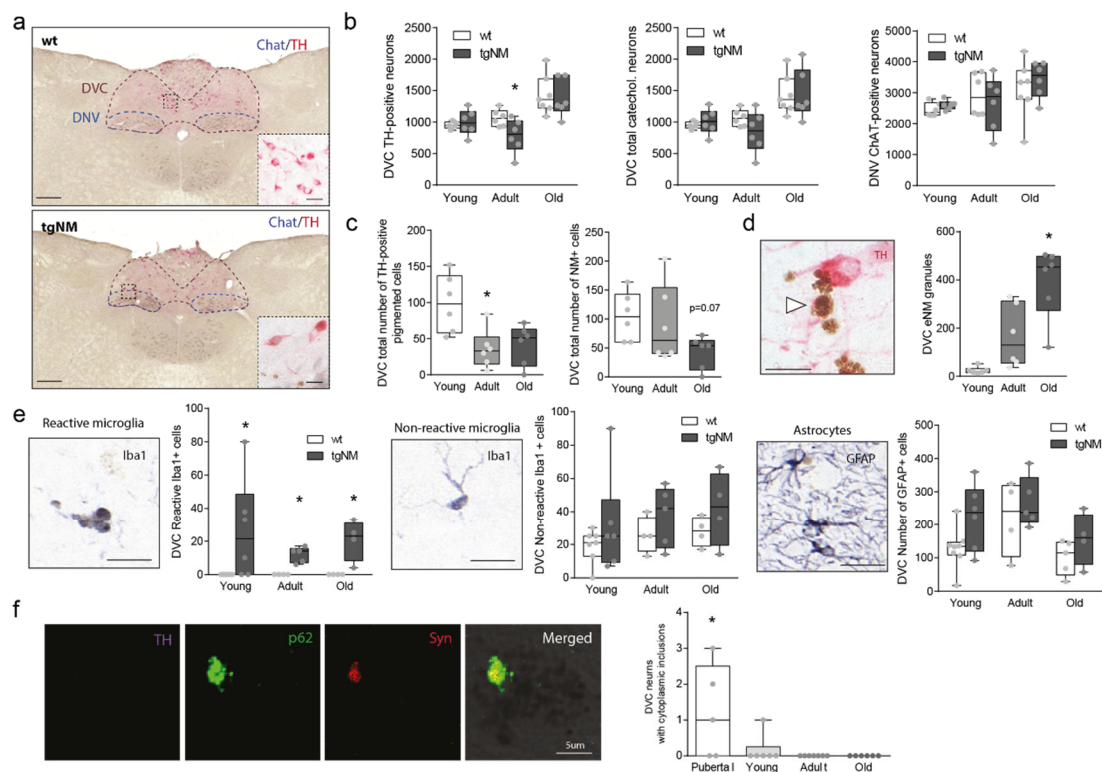 a
wt
Chat/TH
DVC
DNV
tgNM
Chat/TH
b
DVC TH-positive neurons
2500
2000
1500
1000
500
0
wt
tgNM
*
Young Adult Old
DVC total catechol. neurons
2500
2000
1500
1000
500
0
wt
tgNM
Young Adult Old
DNV ChAT-positive neurons
6000
5000
4000
3000
2000
1000
0
wt
tgNM
Young Adult Old
c
DVC total number of TH-positive
pigmented cells
200
150
100
50
0
*
Young Adult Old
DVC total number of NM+ cells
250
200
150
100
50
0
p=0.07
Young Adult Old
d
TH
DVC eNM granules
600
400
200
0
*
Young Adult Old
e
Reactive microglia
Iba1
DVC Reactive Iba1+ cells
100
80
60
40
20
0
wt
tgNM
* * *
Young Adult Old
Non-reactive microglia
Iba1
DVC Non-reactive Iba1 + cells
100
80
60
40
20
0
wt
tgNM
Young Adult Old
Astrocytes
GFAP
DVC Number of GFAP+ cells
500
400
300
200
100
0
wt
tgNM
Young Adult Old
f
TH
p62
Syn
Merged
5um
DVC neurns
with cytoplasmic inclusions
4
3
2
1
0
*
Pubertal Young Adult Old